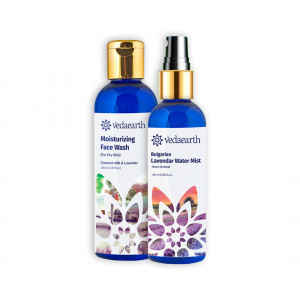 vedaearth
Moisturizing
Face Wash
(For Dry Skin)
Coconut milk & Lavender
vedaearth
Bulgarian
Lavendar Water Mist